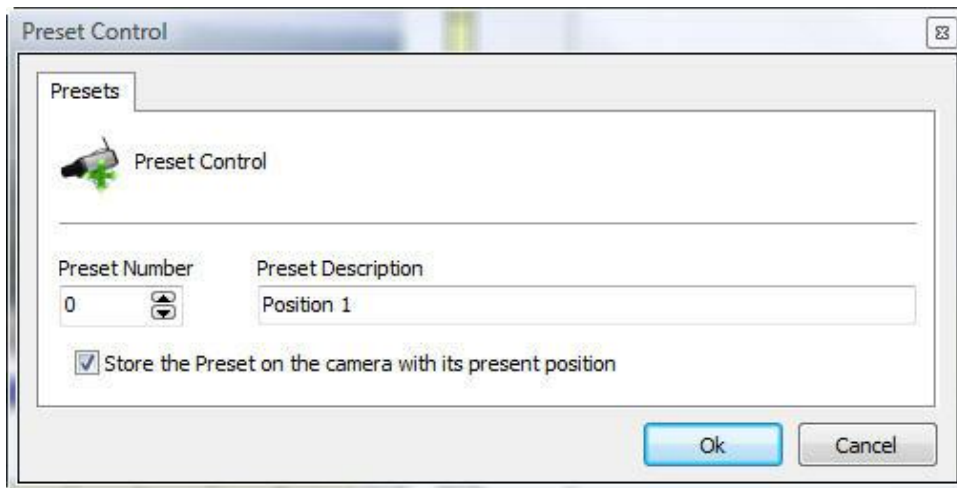 Preset Control
Presets
Preset Control
Preset Number Preset Description
0 Position 1
Store the Preset on the camera with its present position
Ok Cancel